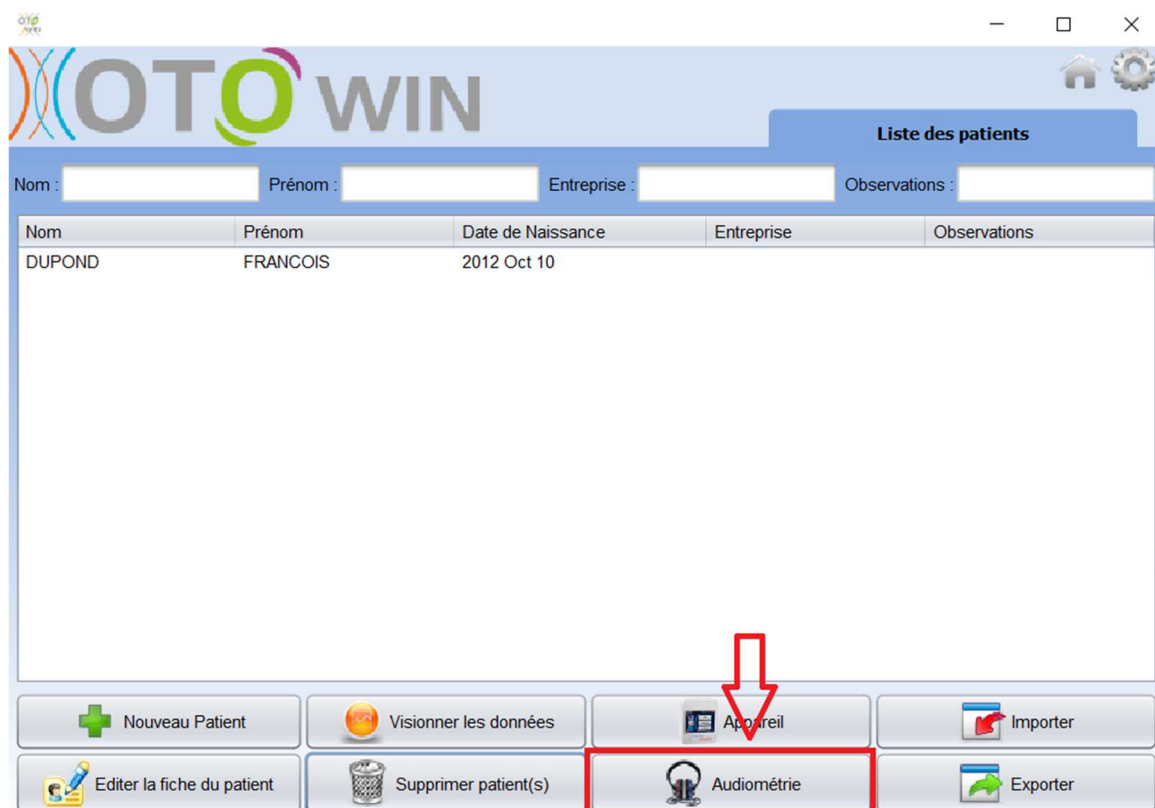 OTO WIN
Liste des patients
Nom : Prénom : Entreprise : Observations :
Nom Prénom Date de Naissance Entreprise Observations
DUPOND FRANCOIS 2012 Oct 10
Nouveau Patient Visionner les données Appareil Importer
Editer la fiche du patient Supprimer patient(s) Audiométrie Exporter